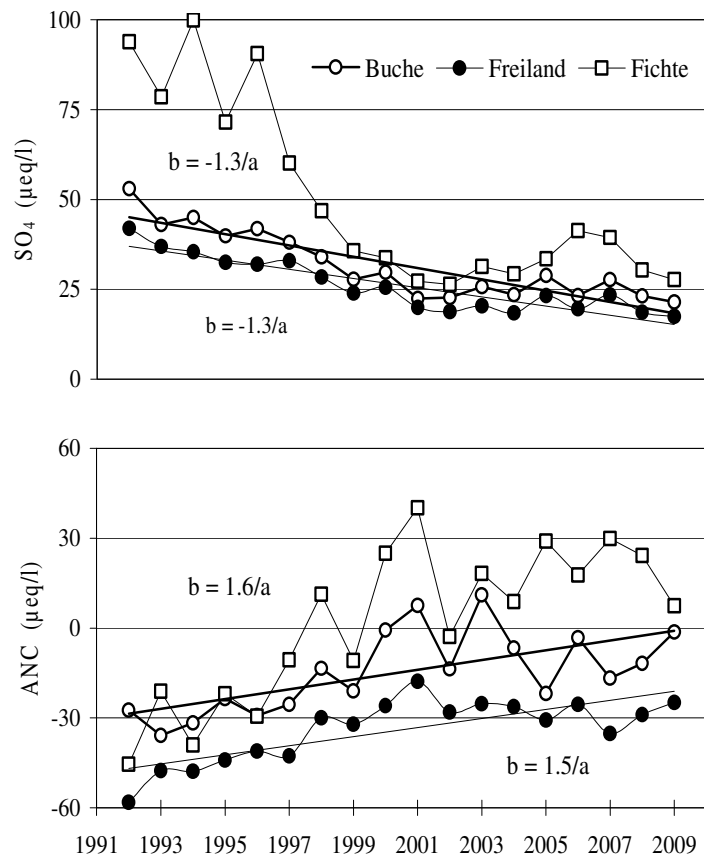 100
75
50
25
0
SO₄ (µeq/l)
Buche Freiland Fichte
b = -1.3/a
b = -1.3/a
60
30
0
-30
-60
ANC (µeq/l)
b = 1.6/a
b = 1.5/a
1991 1993 1995 1997 1999 2001 2003 2005 2007 2009